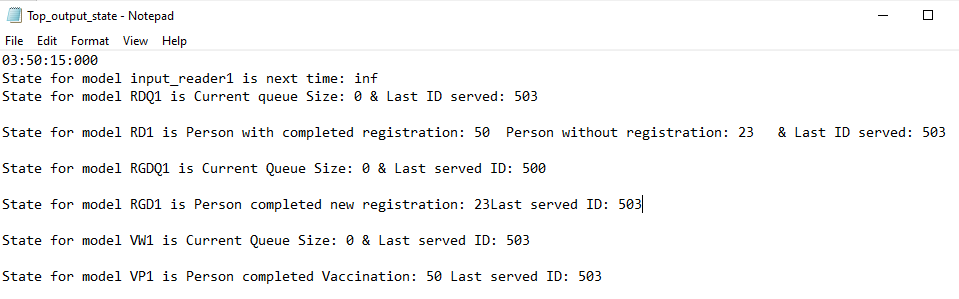 Top_output_state - Notepad
File Edit Format View Help
03:50:15:000
State for model input_reader1 is next time: inf
State for model RDQ1 is Current queue Size: 0 & Last ID served: 503
State for model RD1 is Person with completed registration: 50  Person without registration: 23   & Last ID served: 503
State for model RGDQ1 is Current Queue Size: 0 & Last served ID: 500
State for model RGD1 is Person completed new registration: 23Last served ID: 503
State for model VW1 is Current Queue Size: 0 & Last served ID: 503
State for model VP1 is Person completed Vaccination: 50 Last served ID: 503